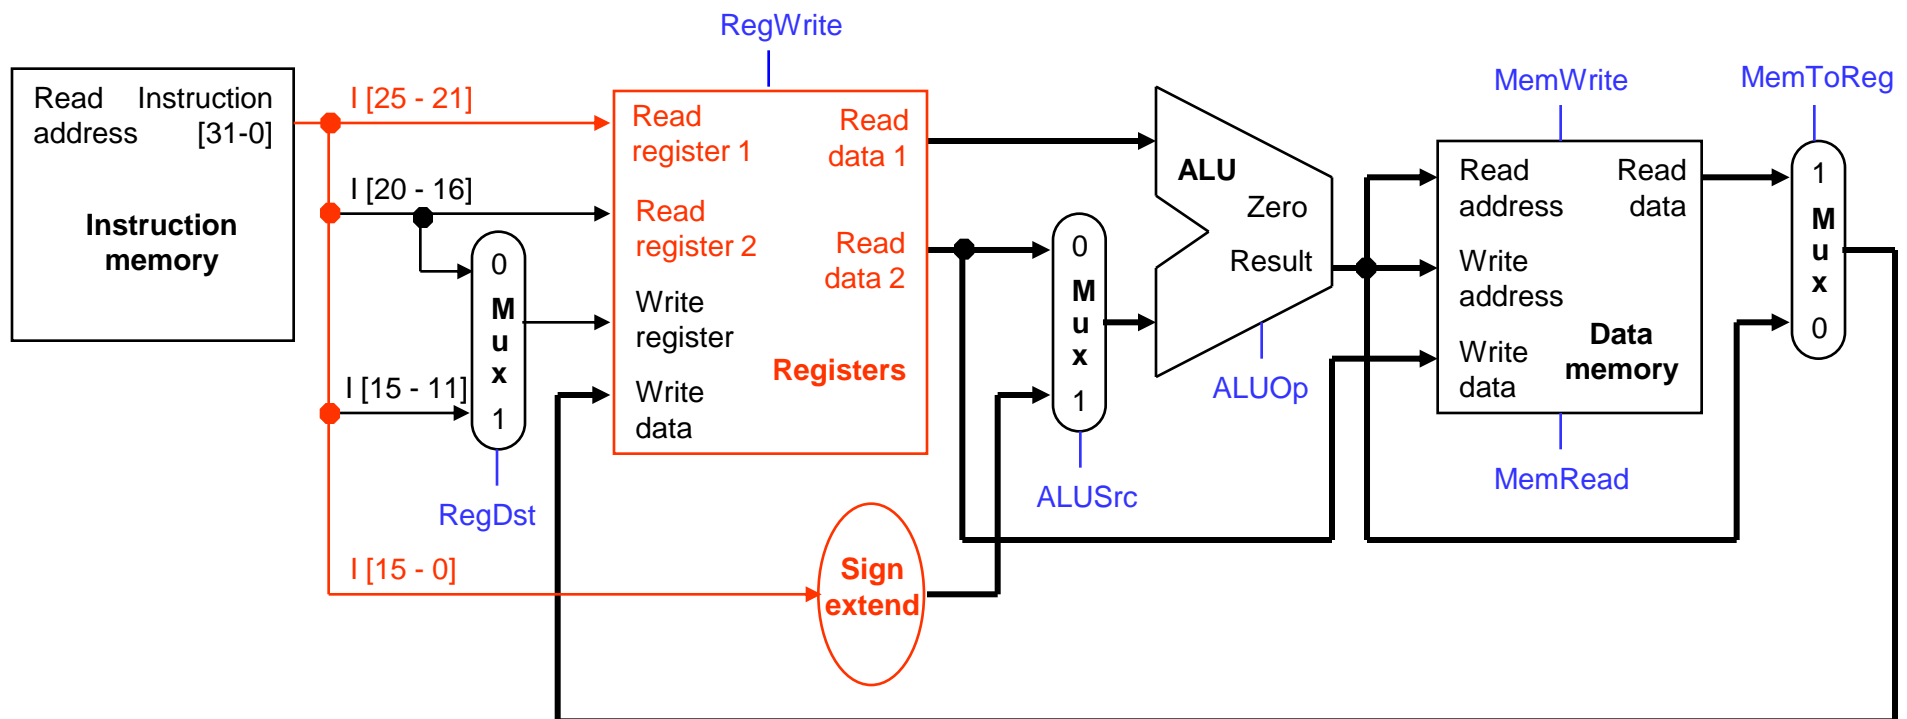 RegWrite
Read Instruction
address [31-0]
Instruction
memory
I [25 - 21]
I [20 - 16]
I [15 - 11]
I [15 - 0]
0
M
u
x
1
RegDst
Read
register 1
Read
data 1
Read
register 2
Read
data 2
Write
register
Registers
Write
data
Sign
extend
0
M
u
x
1
ALUSrc
ALU
Zero
Result
ALUOp
MemWrite
Read
address
Read
data
Write
address
Write
data
Data
memory
MemRead
MemToReg
1
M
u
x
0